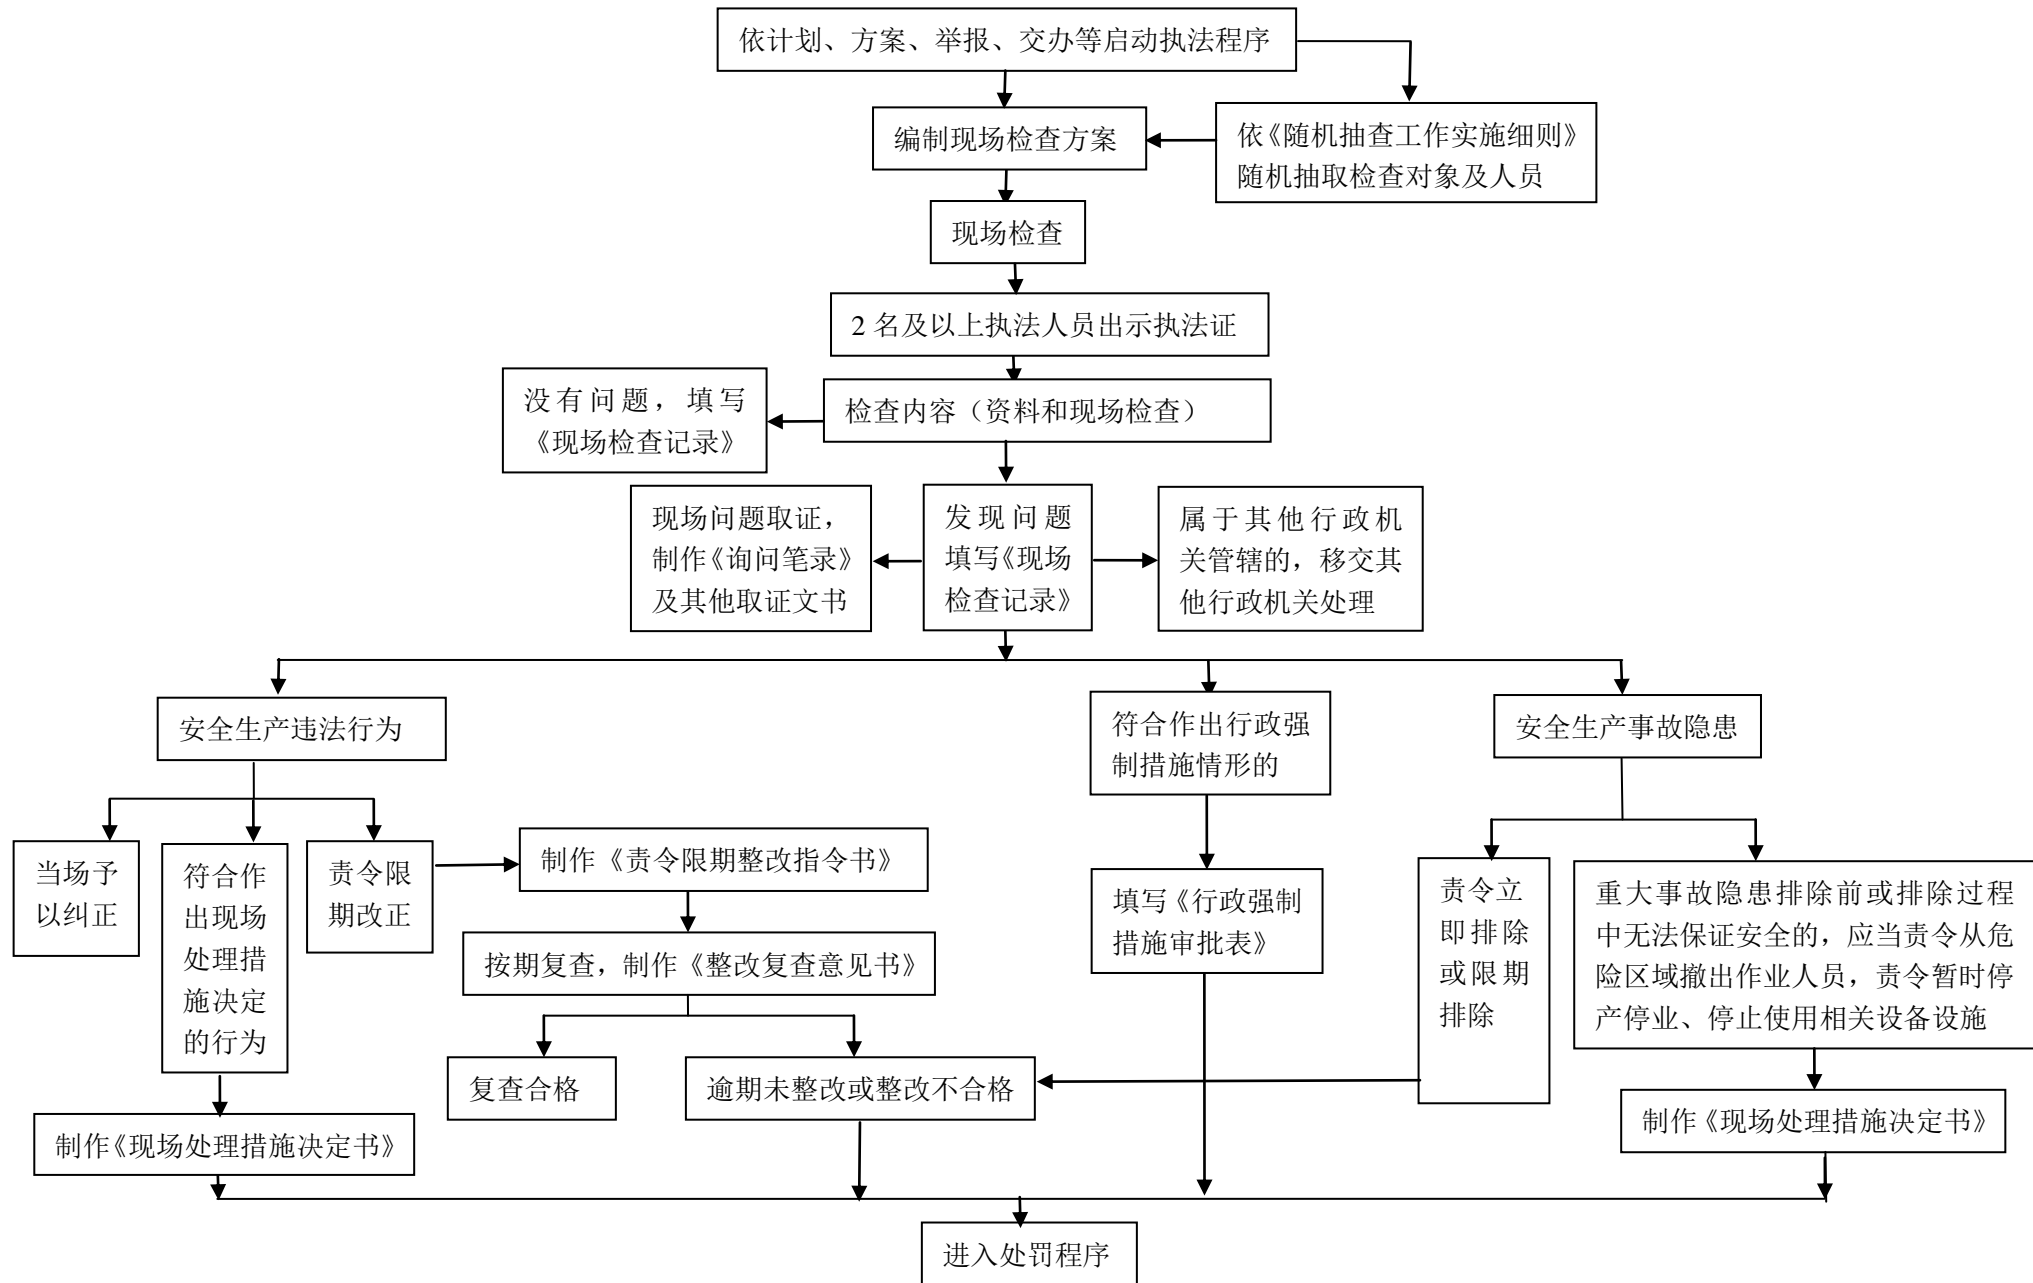 依计划、方案、举报、交办等启动执法程序
编制现场检查方案
依《随机抽查工作实施细则》
随机抽取检查对象及人员
现场检查
2 名及以上执法人员出示执法证
没有问题，填写
《现场检查记录》
检查内容（资料和现场检查）
现场问题取证，
制作《询问笔录》
及其他取证文书
发现问题
填写《现场
检查记录》
属于其他行政机
关管辖的，移交其
他行政机关处理
安全生产违法行为
符合作出行政强
制措施情形的
安全生产事故隐患
当场予
以纠正
符合作
出现场
处理措
施决定
的行为
责令限
期改正
制作《责令限期整改指令书》
按期复查，制作《整改复查意见书》
复查合格
逾期未整改或整改不合格
填写《行政强制
措施审批表》
责令立
即排除
或限期
排除
重大事故隐患排除前或排除过程
中无法保证安全的，应当责令从危
险区域撤出作业人员，责令暂时停
产停业、停止使用相关设备设施
制作《现场处理措施决定书》
制作《现场处理措施决定书》
进入处罚程序